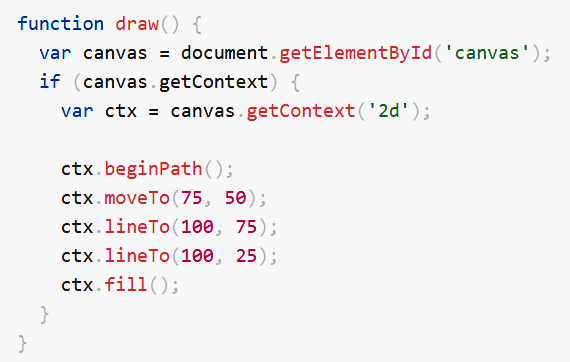 function draw() {
  var canvas = document.getElementById('canvas');
  if (canvas.getContext) {
    var ctx = canvas.getContext('2d');

    ctx.beginPath();
    ctx.moveTo(75, 50);
    ctx.lineTo(100, 75);
    ctx.lineTo(100, 25);
    ctx.fill();
  }
}